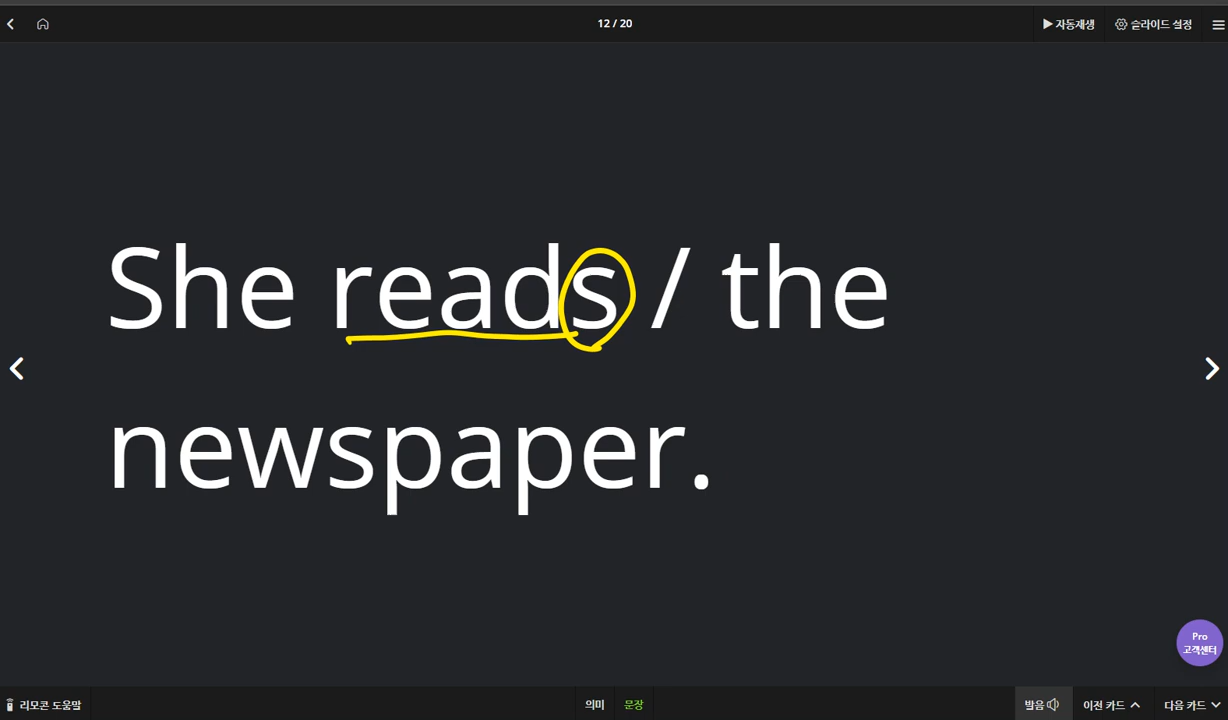 12 / 20
자동재생
슬라이드 설정
She reads / the
newspaper.
Pro
고객센터
리모콘 도움말
의미
문장
발음
이전 카드
다음 카드